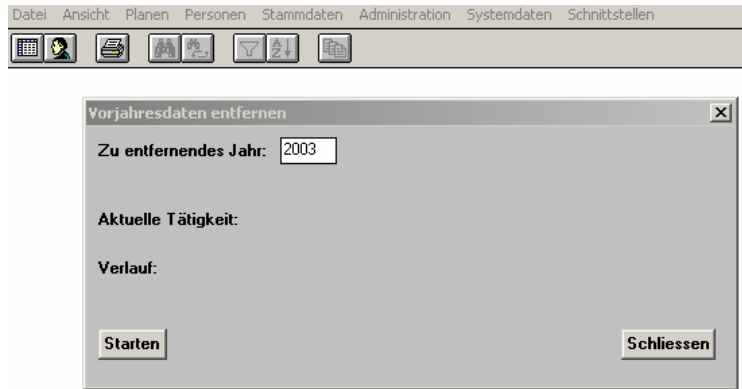 Datei Ansicht Planen Personen Stammdaten Administration Systemdaten Schnittstellen
Vorjahresdaten entfernen
Zu entfernendes Jahr: 2003
Aktuelle Tätigkeit:
Verlauf:
Starten Schliessen